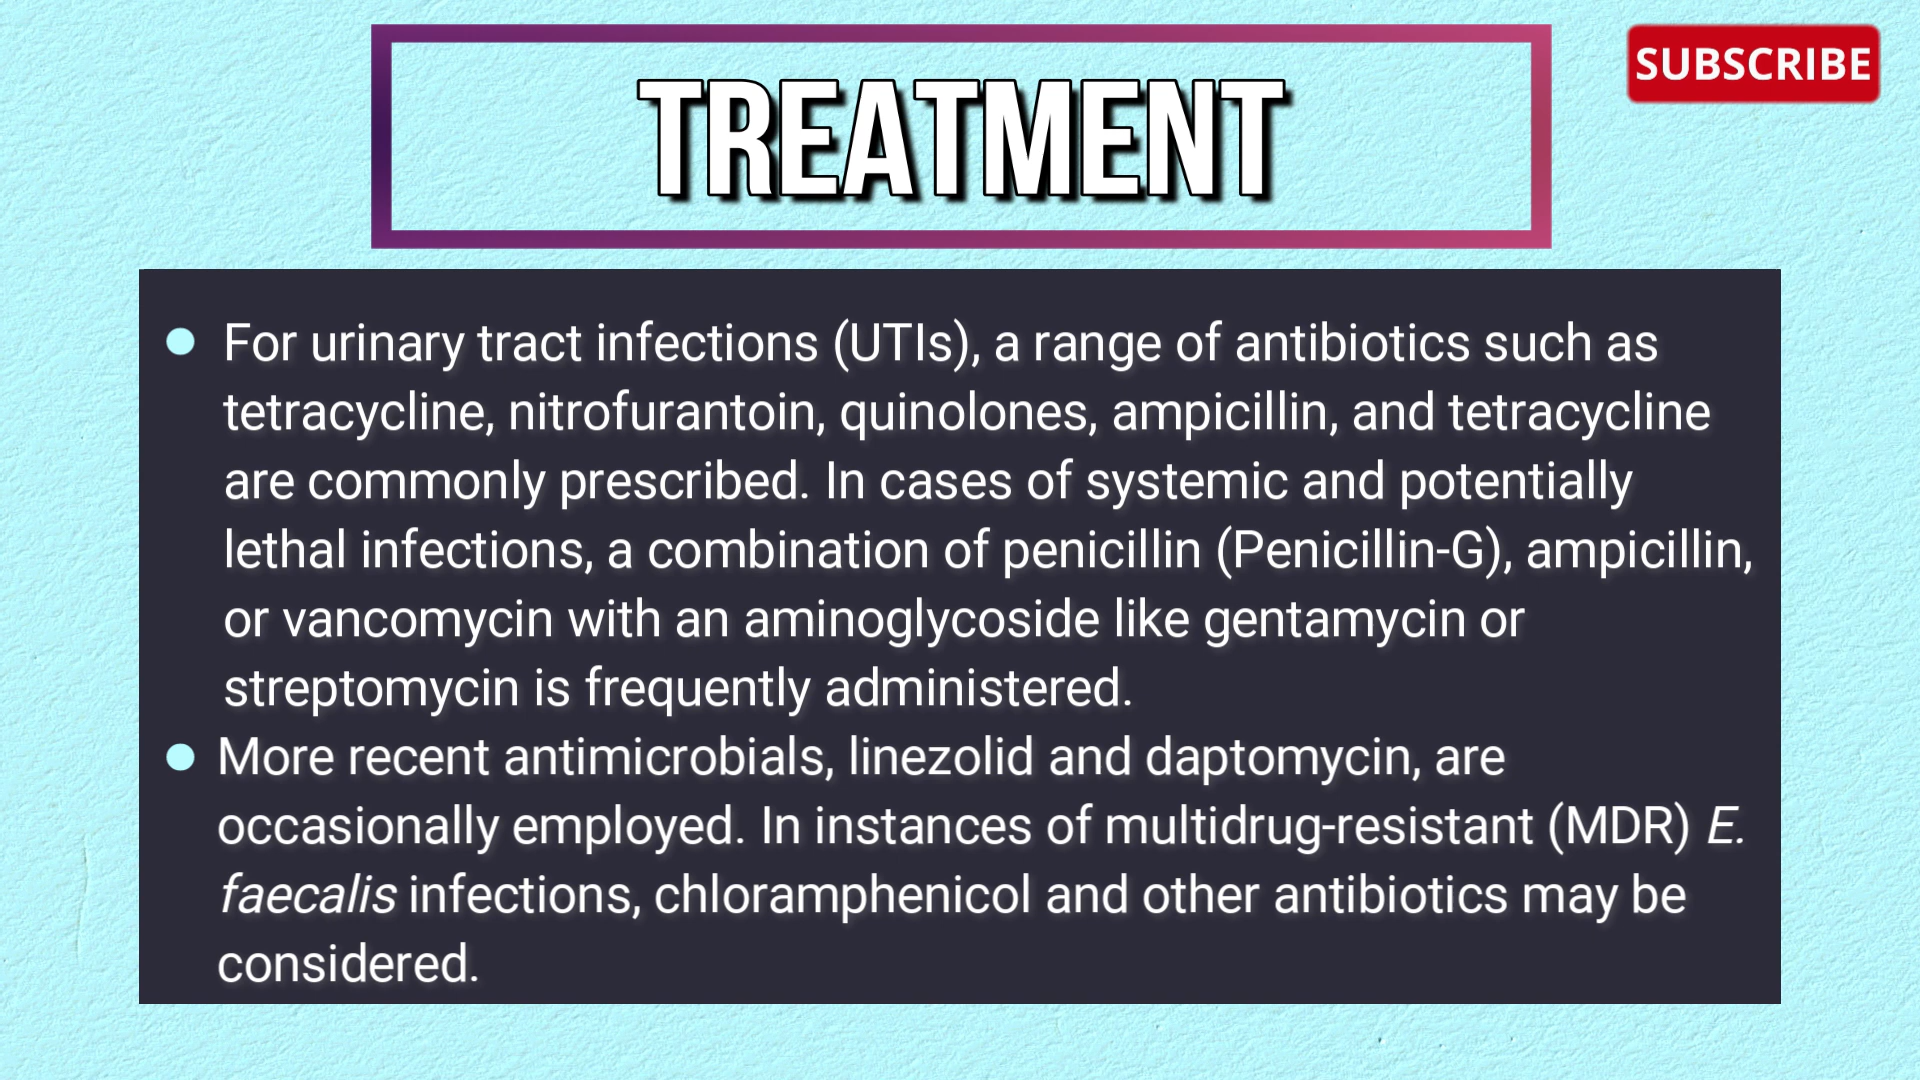 TREATMENT
SUBSCRIBE
For urinary tract infections (UTIs), a range of antibiotics such as
tetracycline, nitrofurantoin, quinolones, ampicillin, and tetracycline
are commonly prescribed. In cases of systemic and potentially
lethal infections, a combination of penicillin (Penicillin-G), ampicillin,
or vancomycin with an aminoglycoside like gentamycin or
streptomycin is frequently administered.
More recent antimicrobials, linezolid and daptomycin, are
occasionally employed. In instances of multidrug-resistant (MDR) E.
faecalis infections, chloramphenicol and other antibiotics may be
considered.